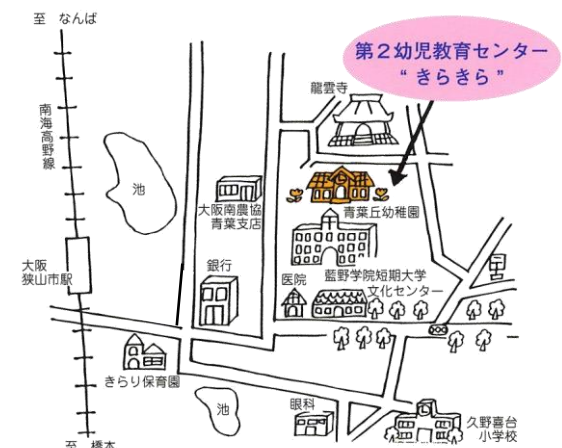 至 なんば
第2幼児教育センター
“ きらきら ”
龍雲寺
南海高野線
池
大阪南農協
青葉支店
青葉丘幼稚園
大阪
狭山市駅
銀行
医院
藍野学院短期大学
文化センター
きらり保育園
池
眼科
久野喜台
小学校
至 橋本